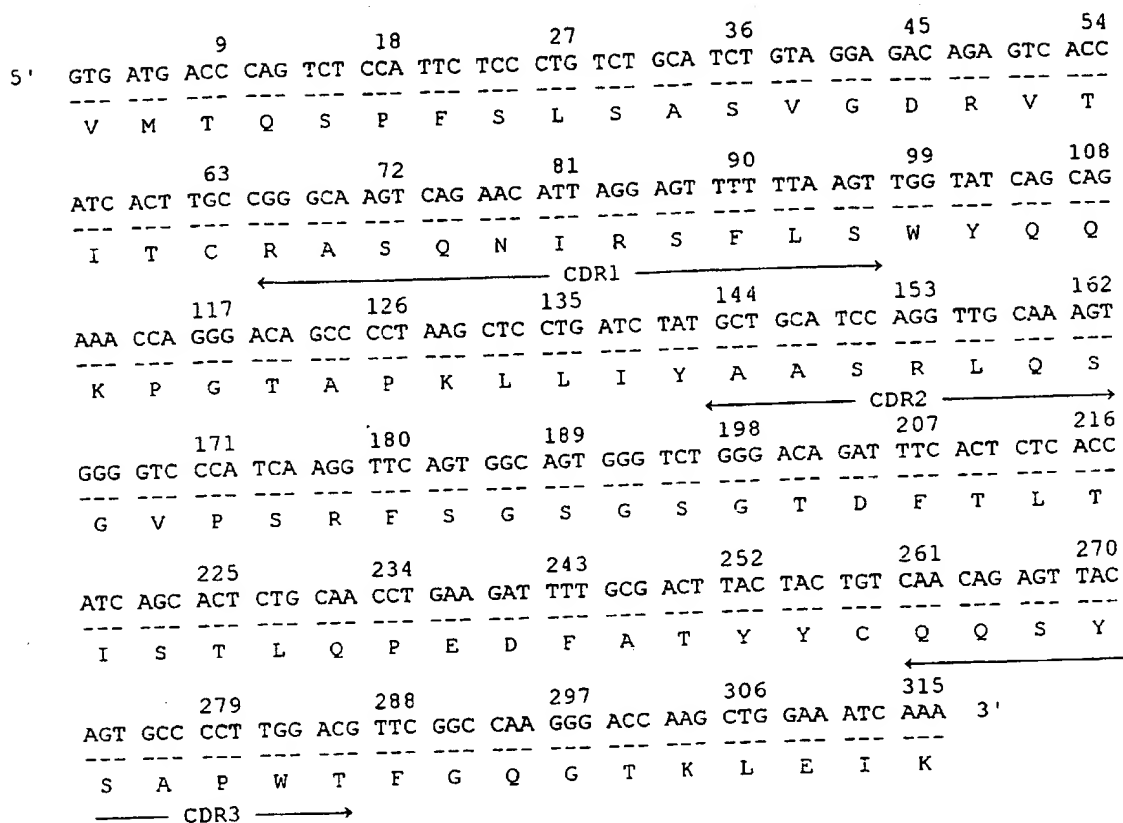 9 18 27 36 45 54
5' GTG ATG ACC CAG TCT CCA TTC TCC CTG TCT GCA TCT GTA GGA GAC AGA GTC ACC
--- --- --- --- --- --- --- --- --- --- --- --- --- --- --- --- --- ---
V M T Q S P F S L S A S V G D R V T
63 72 81 90 99 108
ATC ACT TGC CGG GCA AGT CAG AAC ATT AGG AGT TTT TTA AGT TGG TAT CAG CAG
--- --- --- --- --- --- --- --- --- --- --- --- --- --- --- --- --- ---
I T C R A S Q N I R S F L S W Y Q Q
CDR1
117 126 135 144 153 162
AAA CCA GGG ACA GCC CCT AAG CTC CTG ATC TAT GCT GCA TCC AGG TTG CAA AGT
--- --- --- --- --- --- --- --- --- --- --- --- --- --- --- --- --- ---
K P G T A P K L L I Y A A S R L Q S
CDR2
171 180 189 198 207 216
GGG GTC CCA TCA AGG TTC AGT GGC AGT GGG TCT GGG ACA GAT TTC ACT CTC ACC
--- --- --- --- --- --- --- --- --- --- --- --- --- --- --- --- --- ---
G V P S R F S G S G S G T D F T L T
225 234 243 252 261 270
ATC AGC ACT CTG CAA CCT GAA GAT TTT GCG ACT TAC TAC TGT CAA CAG AGT TAC
--- --- --- --- --- --- --- --- --- --- --- --- --- --- --- --- --- ---
I S T L Q P E D F A T Y Y C Q Q S Y
279 288 297 306 315
AGT GCC CCT TGG ACG TTC GGC CAA GGG ACC AAG CTG GAA ATC AAA 3'
--- --- --- --- --- --- --- --- --- --- --- --- --- --- ---
S A P W T F G Q G T K L E I K
CDR3